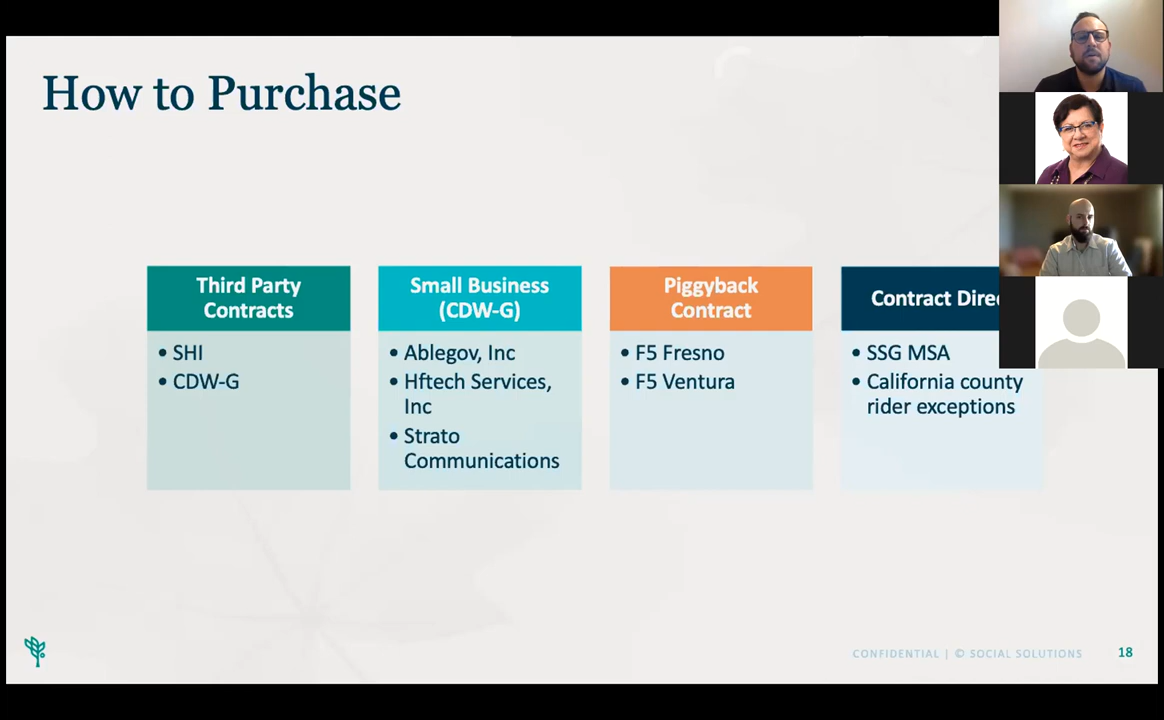 How to Purchase
Third Party
Contracts
• SHI
• CDW-G
Small Business
(CDW-G)
• Ablegov, Inc
• Hftech Services,
Inc
• Strato
Communications
Piggyback
Contract
• F5 Fresno
• F5 Ventura
Contract Direc
• SSG MSA
• California county
rider exceptions
CONFIDENTIAL | © SOCIAL SOLUTIONS
18